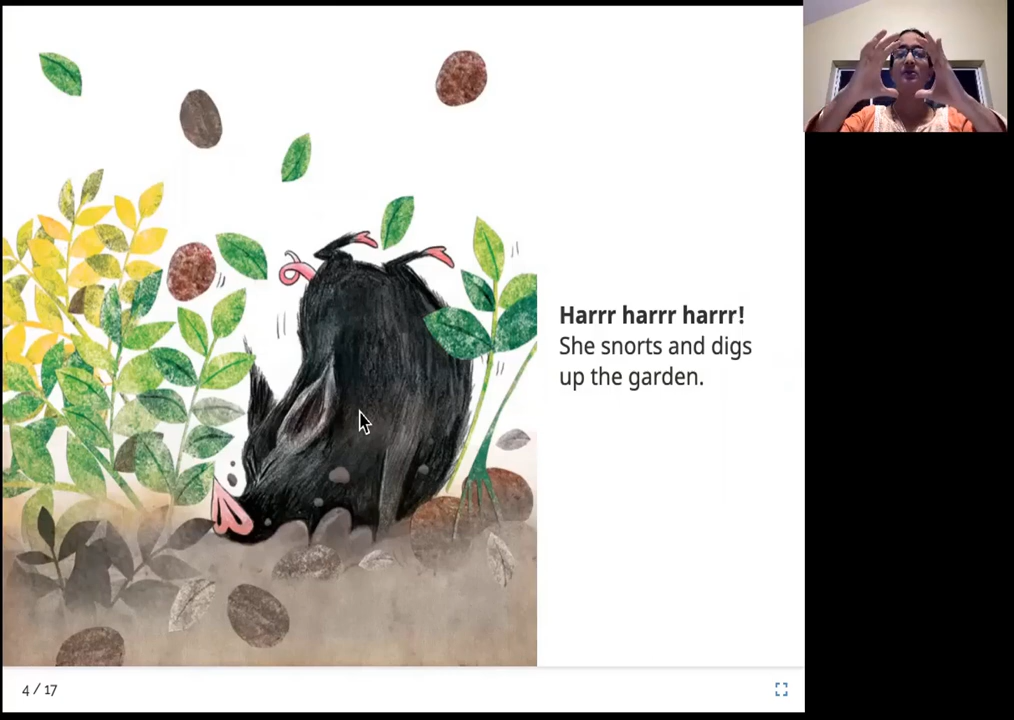 Harrr harrr harrr!
She snorts and digs
up the garden.
4 / 17